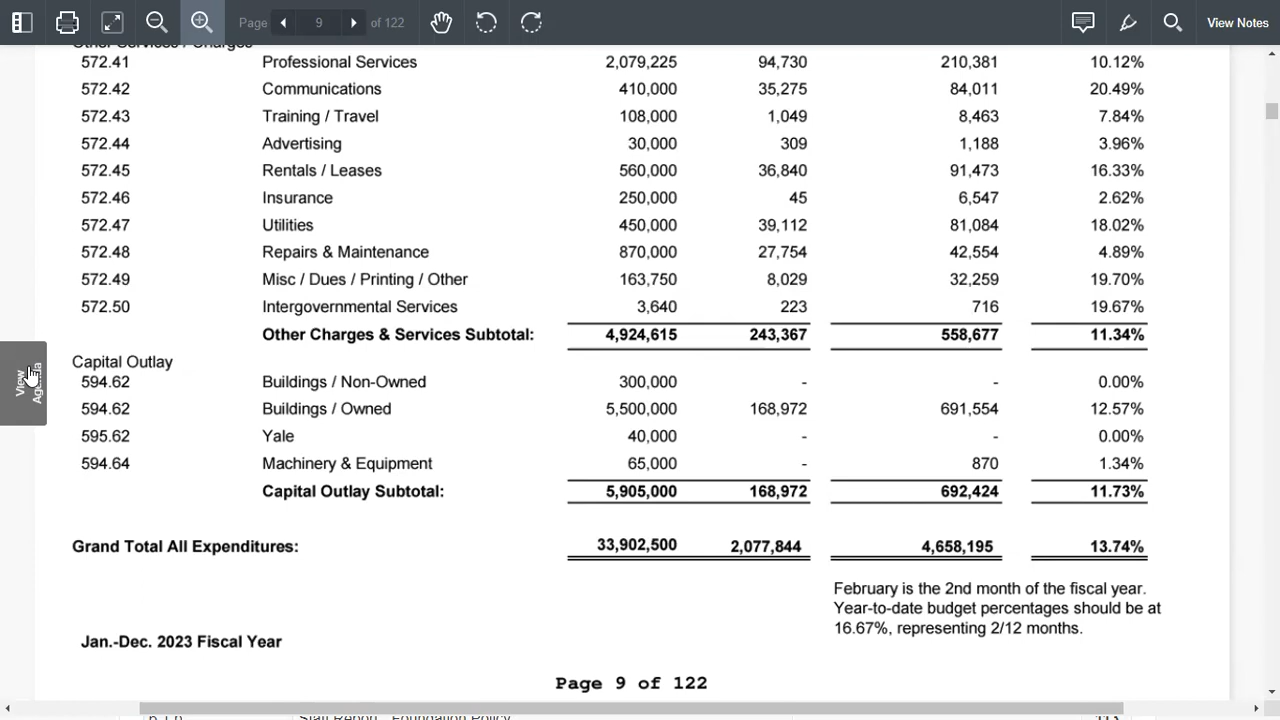 Page 9 of 122 View Notes
Other Services / Charges
572.41 Professional Services 2,079,225 94,730 210,381 10.12%
572.42 Communications 410,000 35,275 84,011 20.49%
572.43 Training / Travel 108,000 1,049 8,463 7.84%
572.44 Advertising 30,000 309 1,188 3.96%
572.45 Rentals / Leases 560,000 36,840 91,473 16.33%
572.46 Insurance 250,000 45 6,547 2.62%
572.47 Utilities 450,000 39,112 81,084 18.02%
572.48 Repairs & Maintenance 870,000 27,754 42,554 4.89%
572.49 Misc / Dues / Printing / Other 163,750 8,029 32,259 19.70%
572.50 Intergovernmental Services 3,640 223 716 19.67%
Other Charges & Services Subtotal: 4,924,615 243,367 558,677 11.34%
View
Agenda
Capital Outlay
594.62 Buildings / Non-Owned 300,000 - - 0.00%
594.62 Buildings / Owned 5,500,000 168,972 691,554 12.57%
595.62 Yale 40,000 - - 0.00%
594.64 Machinery & Equipment 65,000 - 870 1.34%
Capital Outlay Subtotal: 5,905,000 168,972 692,424 11.73%
Grand Total All Expenditures: 33,902,500 2,077,844 4,658,195 13.74%
February is the 2nd month of the fiscal year.
Year-to-date budget percentages should be at
16.67%, representing 2/12 months.
Jan.-Dec. 2023 Fiscal Year
Page 9 of 122
Staff Report - Foundation Policy